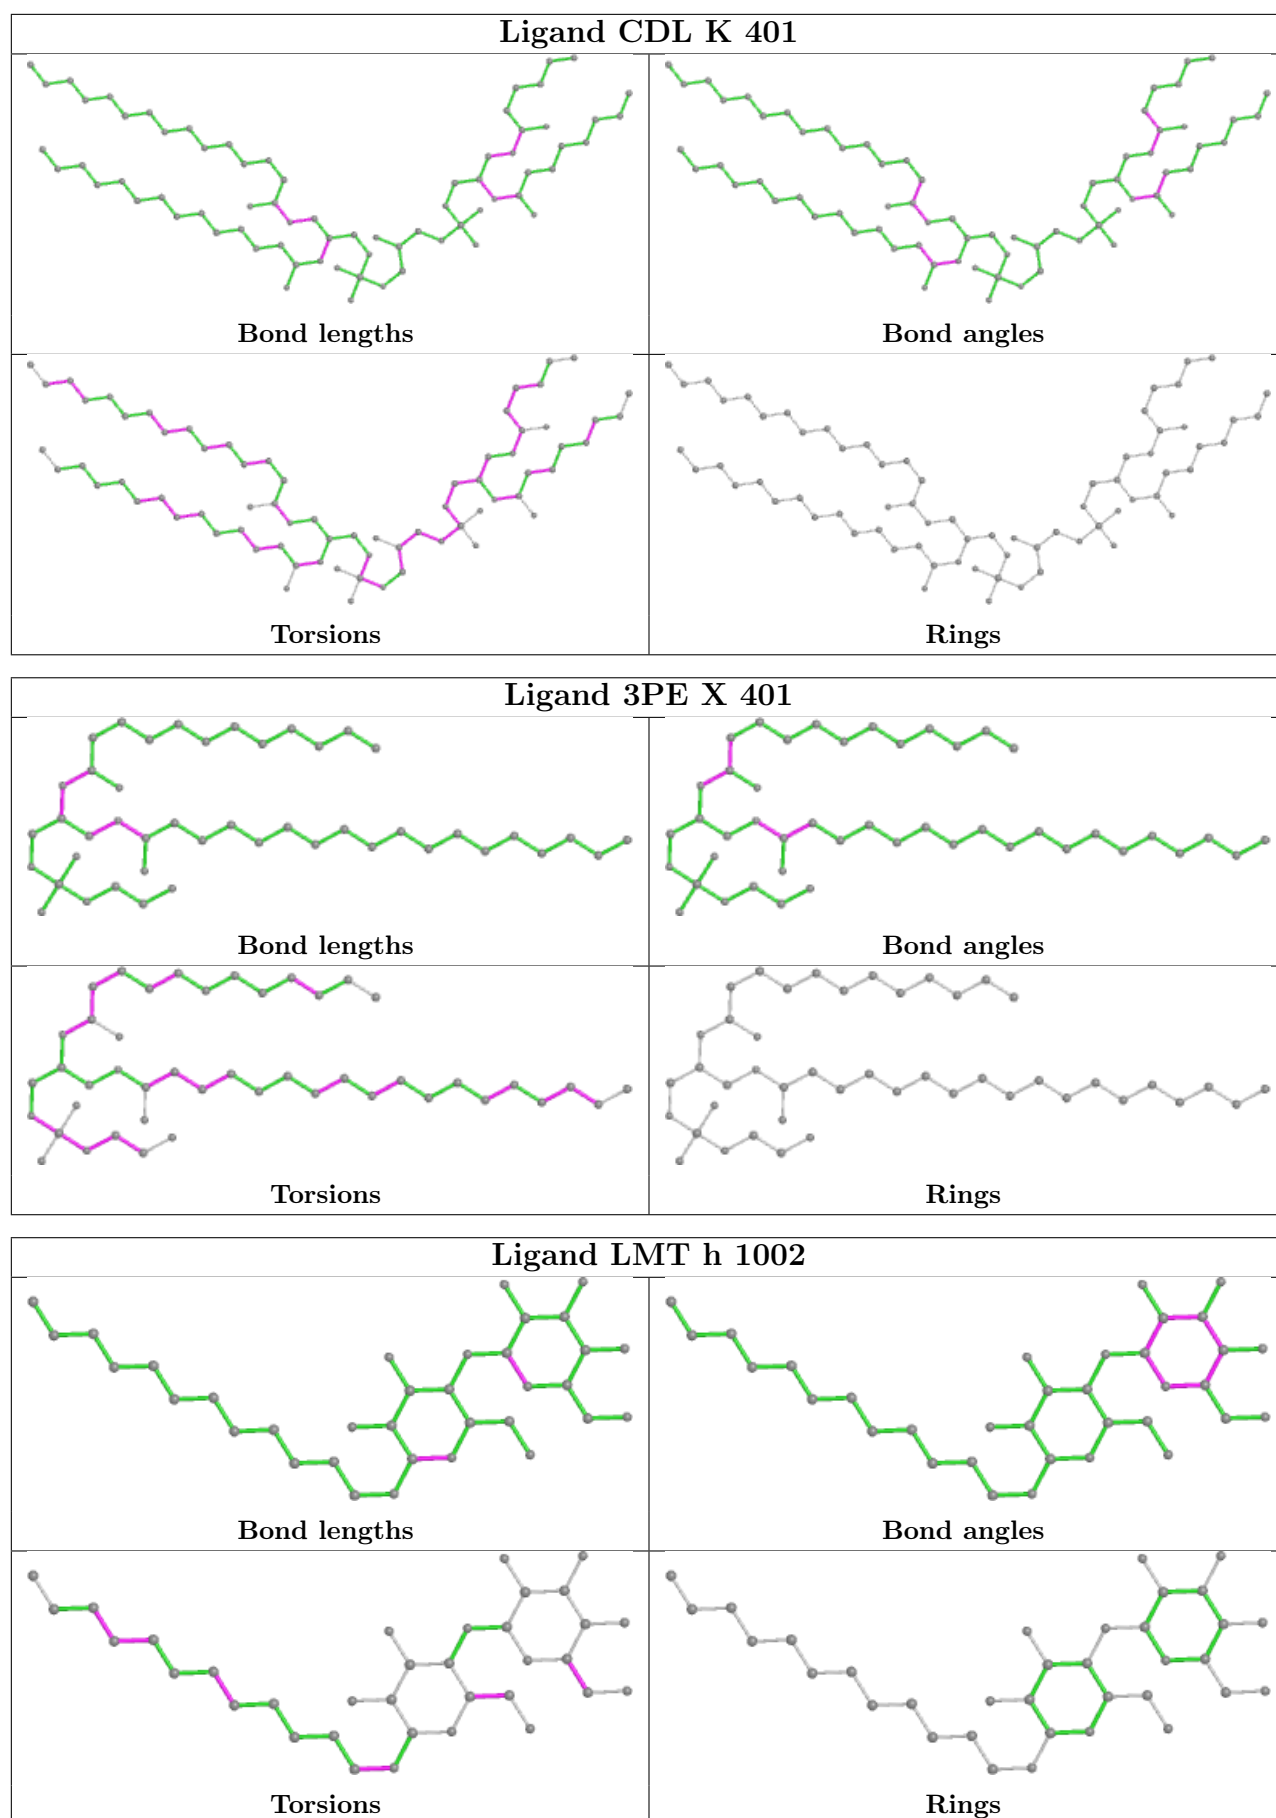 Ligand CDL K 401
Bond lengths
Bond angles
Torsions
Rings
Ligand 3PE X 401
Bond lengths
Bond angles
Torsions
Rings
Ligand LMT h 1002
Bond lengths
Bond angles
Torsions
Rings